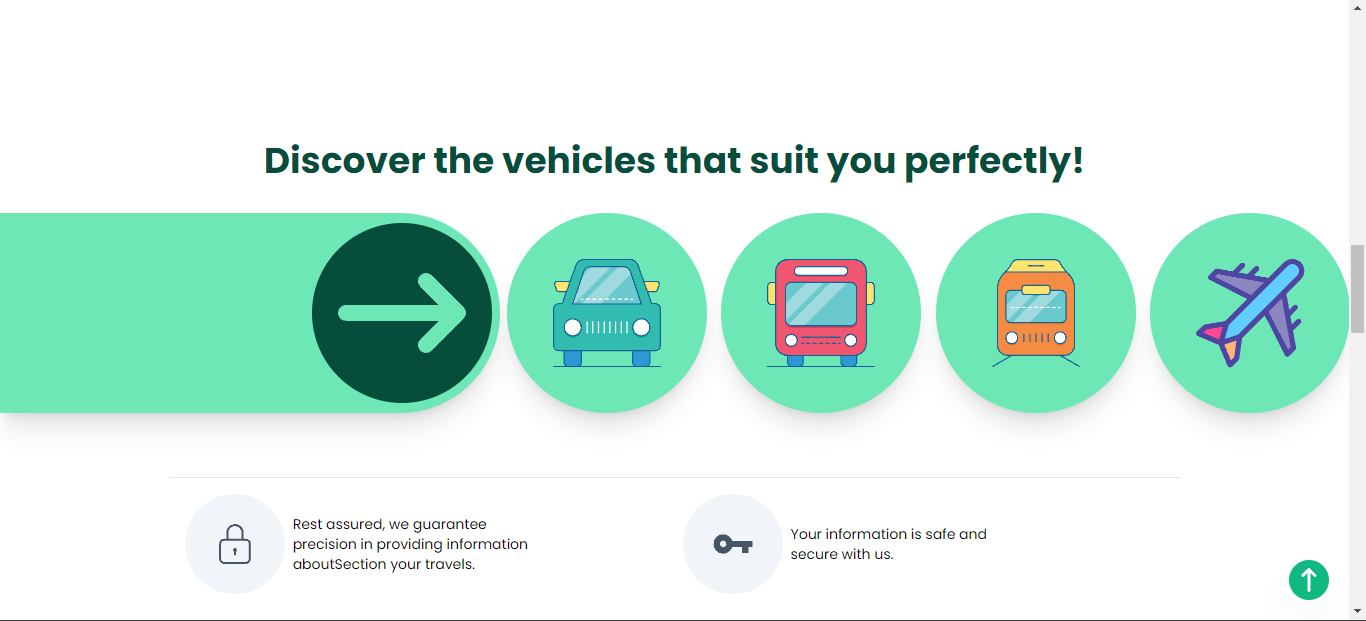 Discover the vehicles that suit you perfectly!
Rest assured, we guarantee
precision in providing information
aboutSection your travels.
Your information is safe and
secure with us.